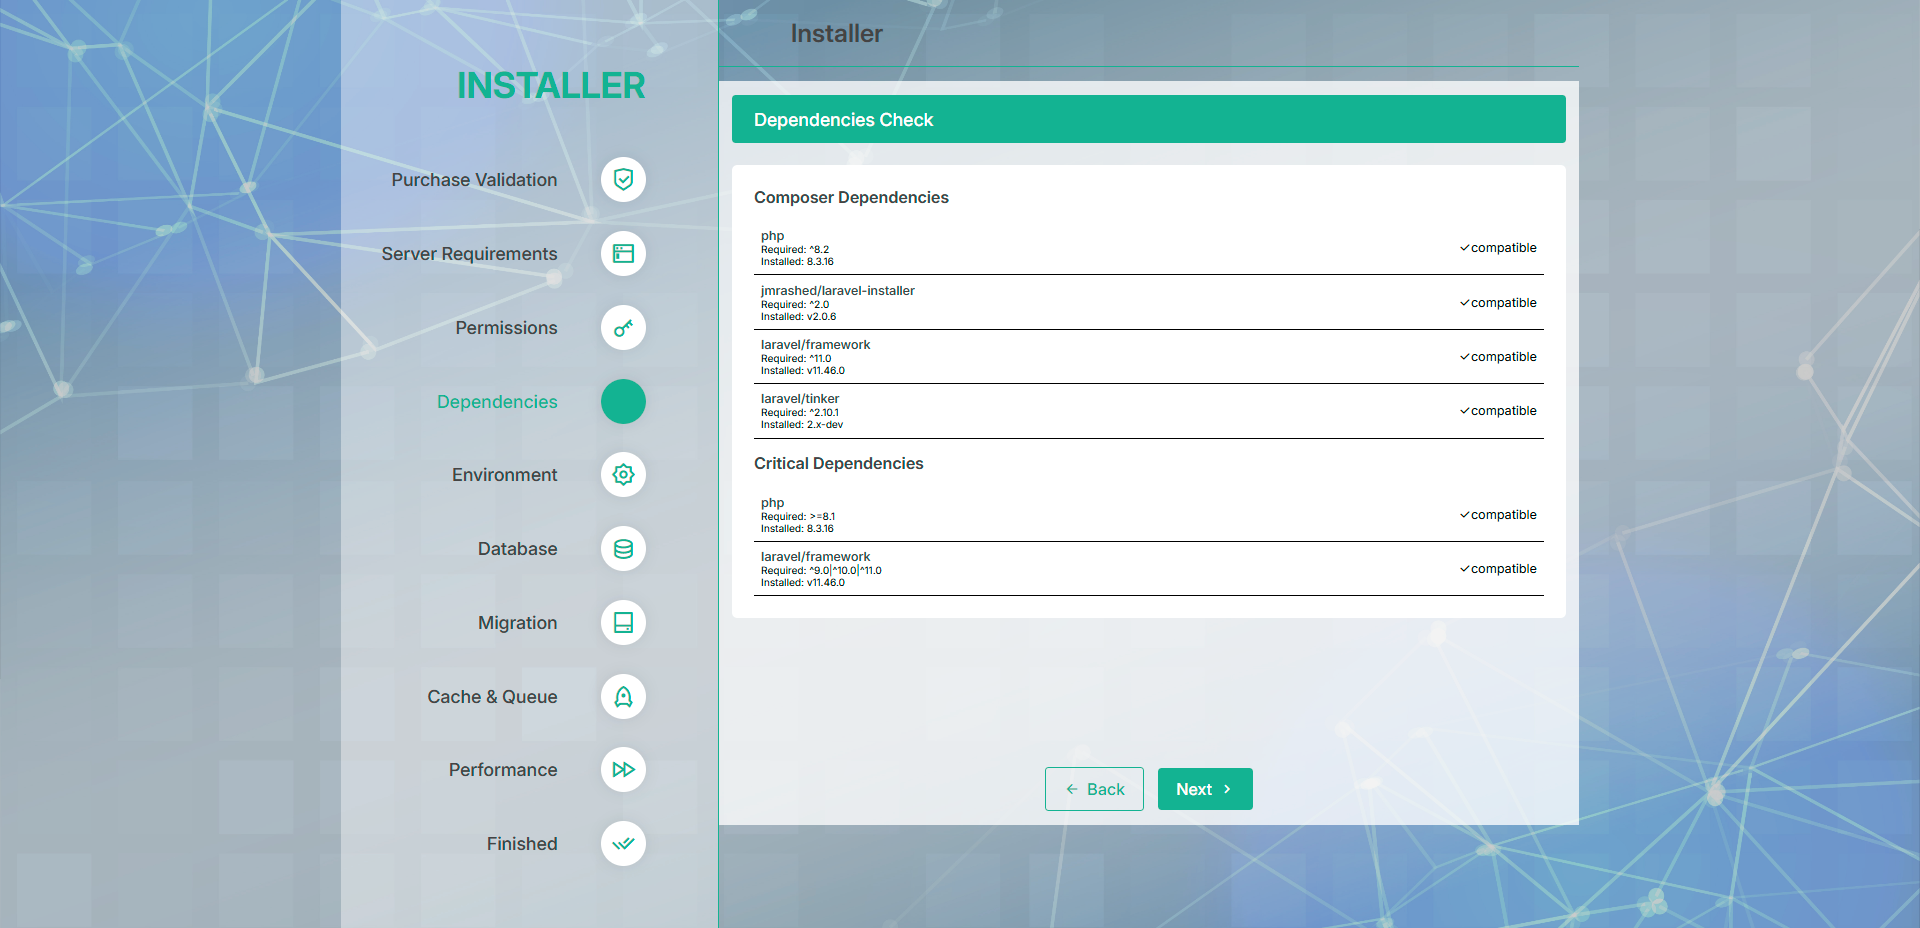 INSTALLER
Purchase Validation
Server Requirements
Permissions
Dependencies
Environment
Database
Migration
Cache & Queue
Performance
Finished
Installer
Dependencies Check
Composer Dependencies
php
Required: ^8.2
Installed: 8.3.16
compatible
jmrashed/laravel-installer
Required: ^2.0
Installed: v2.0.6
compatible
laravel/framework
Required: ^11.0
Installed: v11.46.0
compatible
laravel/tinker
Required: ^2.10.1
Installed: 2.x-dev
compatible
Critical Dependencies
php
Required: >=8.1
Installed: 8.3.16
compatible
laravel/framework
Required: ^9.0|^10.0|^11.0
Installed: v11.46.0
compatible
Back
Next